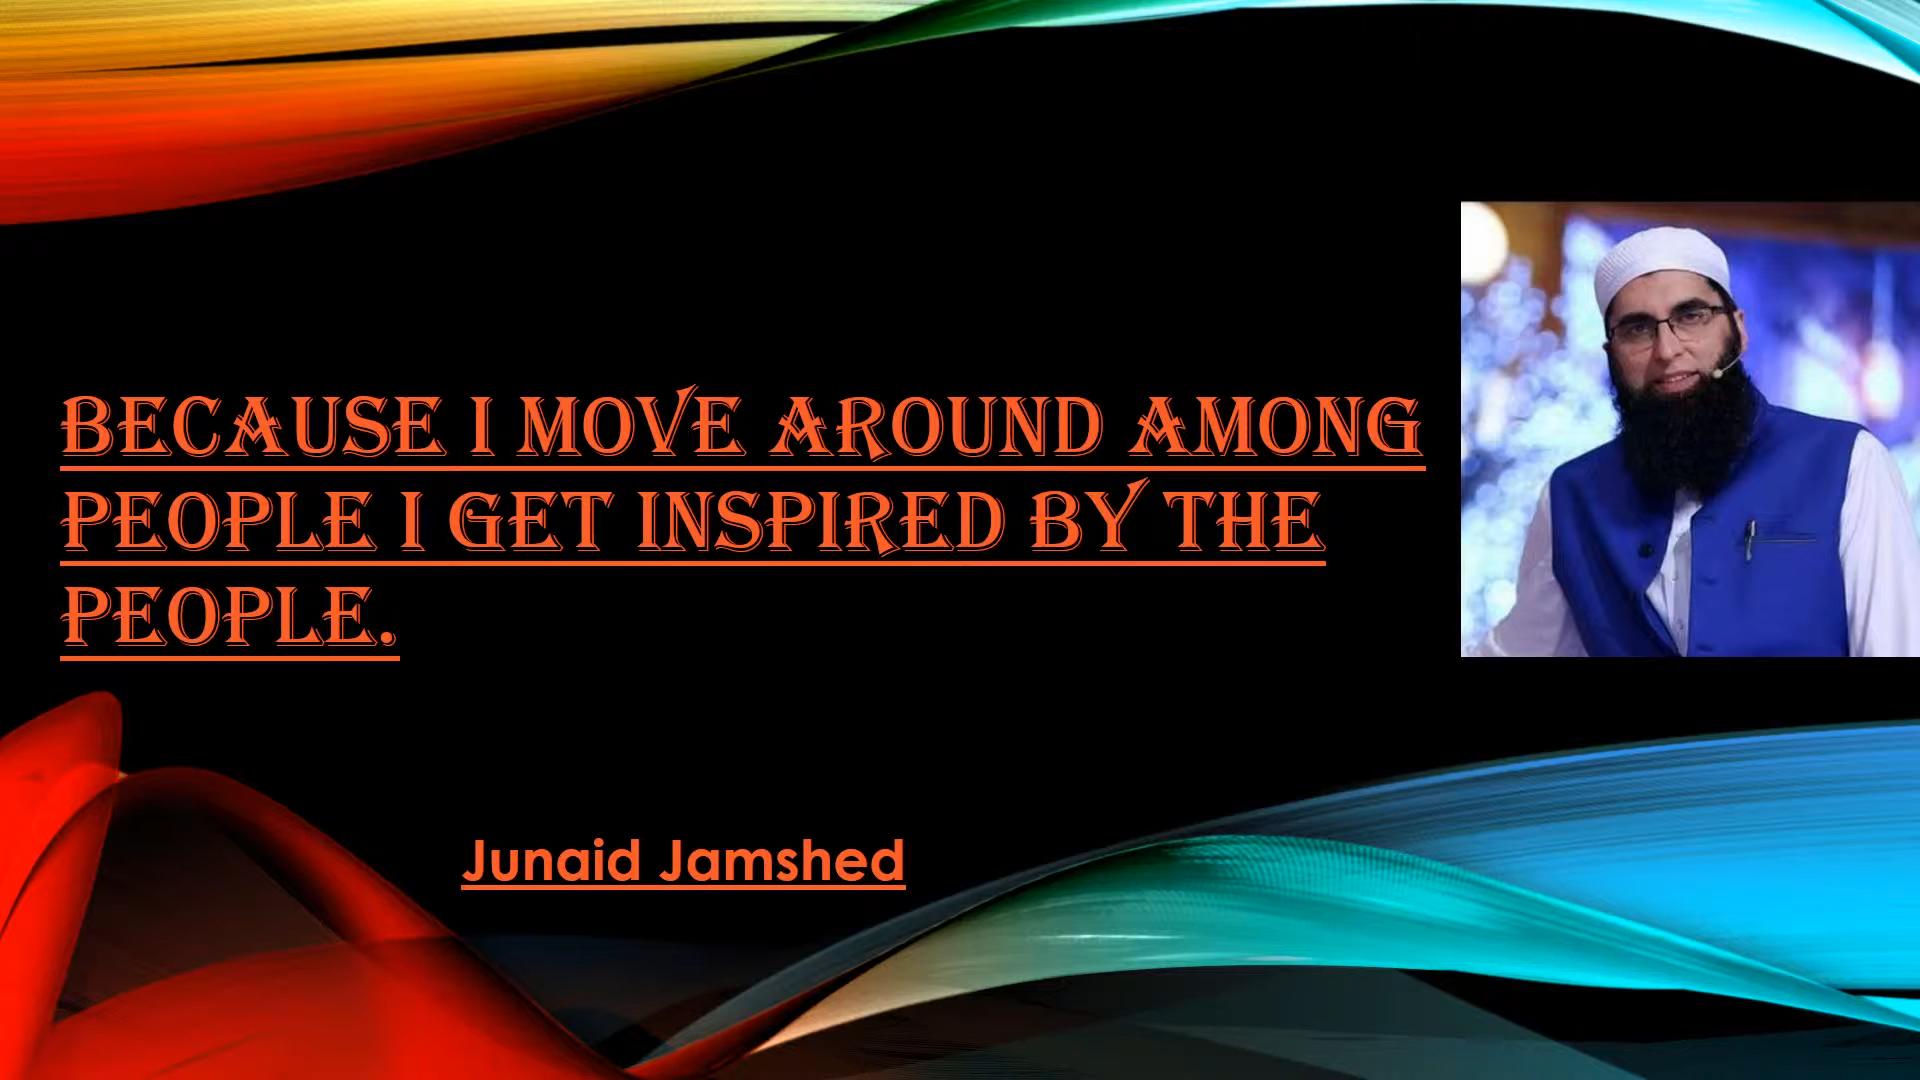 BECAUSE I MOVE AROUND AMONG
PEOPLE I GET INSPIRED BY THE
PEOPLE.
Junaid Jamshed